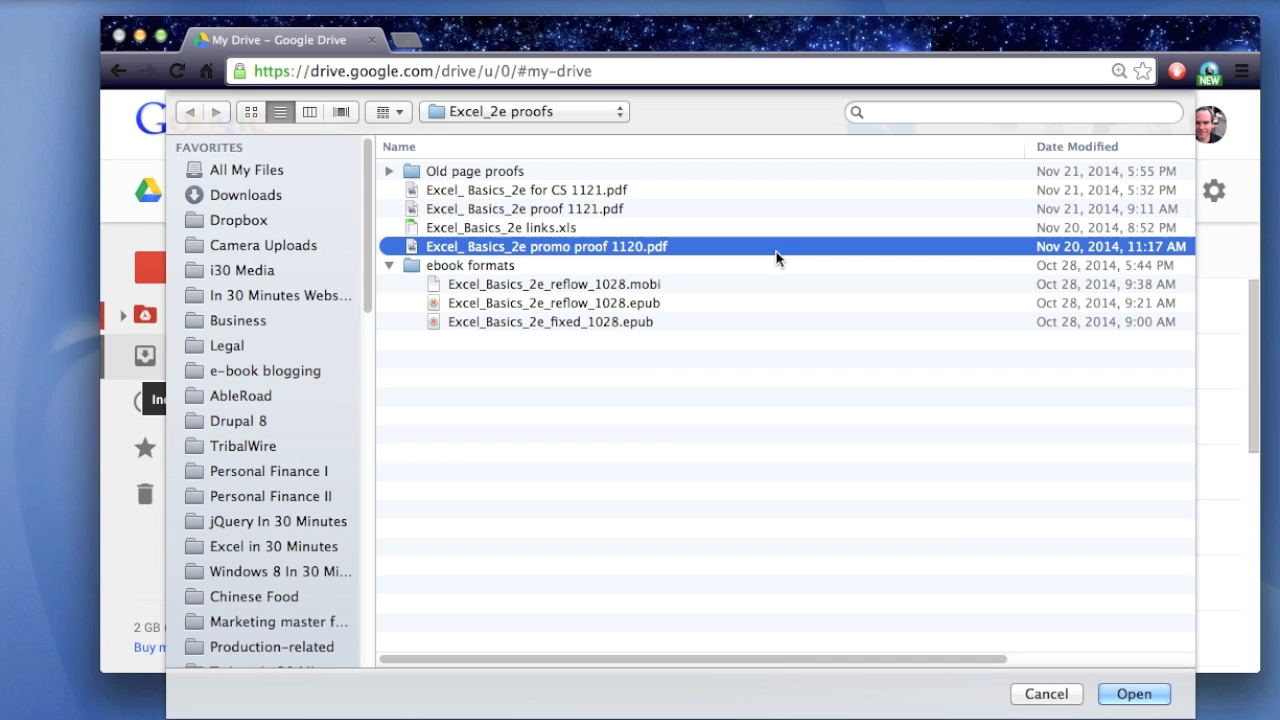 My Drive – Google Drive
https://drive.google.com/drive/u/0/#my-drive
NEW
G
Excel_2e proofs
FAVORITES
All My Files
Downloads
Dropbox
Camera Uploads
i30 Media
In 30 Minutes Webs...
Business
Legal
e-book blogging
AbleRoad
Drupal 8
TribalWire
Personal Finance I
Personal Finance II
jQuery In 30 Minutes
Excel in 30 Minutes
Windows 8 In 30 Mi...
Chinese Food
Marketing master f...
Production-related
Name Date Modified
Old page proofs Nov 21, 2014, 5:55 PM
Excel_ Basics_2e for CS 1121.pdf Nov 21, 2014, 5:32 PM
Excel_ Basics_2e proof 1121.pdf Nov 21, 2014, 9:11 AM
Excel_Basics_2e links.xls Nov 20, 2014, 8:52 PM
Excel_ Basics_2e promo proof 1120.pdf Nov 20, 2014, 11:17 AM
ebook formats Oct 28, 2014, 5:44 PM
Excel_Basics_2e_reflow_1028.mobi Oct 28, 2014, 9:38 AM
Excel_Basics_2e_reflow_1028.epub Oct 28, 2014, 9:21 AM
Excel_Basics_2e_fixed_1028.epub Oct 28, 2014, 9:00 AM
2 GB
Buy
Cancel Open